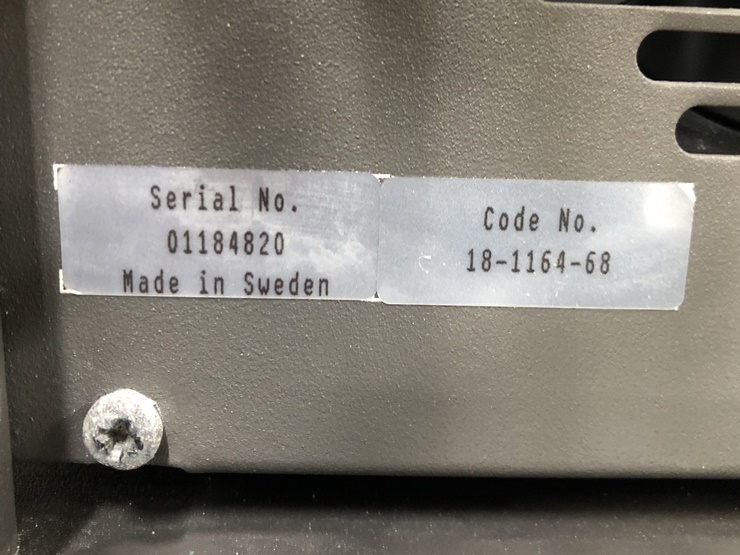 Serial No.
01184820
Made in Sweden
Code No.
18-1164-68